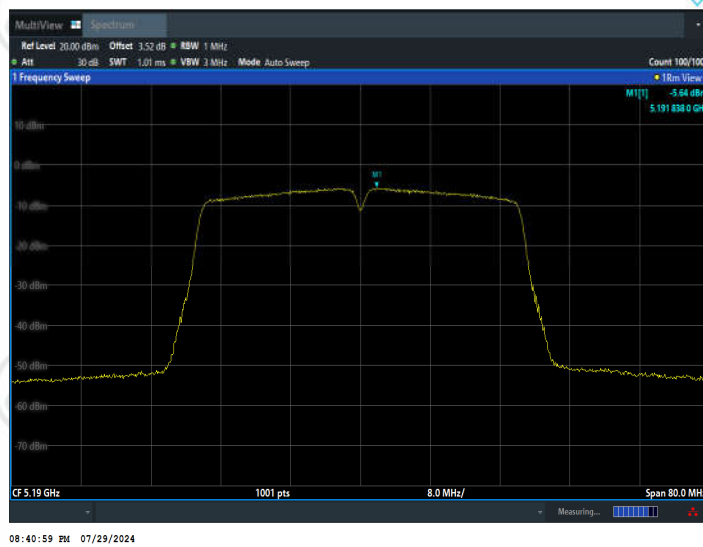 MultiView Spectrum
Ref Level 20.00 dBm Offset 3.52 dB RBW 1 MHz
Att 30 dB SWT 1.01 ms VBW 3 MHz Mode Auto Sweep Count 100/100
1 Frequency Sweep 1Rm View
M1[1] -5.64 dBm
5.191 838 0 GH
10 dBm
M1
0 dBm
-10 dBm
-20 dBm
-30 dBm
-40 dBm
-50 dBm
-60 dBm
-70 dBm
CF 5.19 GHz 1001 pts 8.0 MHz/ Span 80.0 MH
Measuring...
08:40:59 PM 07/29/2024